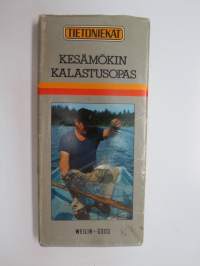 TIETONIEKAT
KESÄMÖKIN
KALASTUSOPAS
WEILIN+GÖÖS